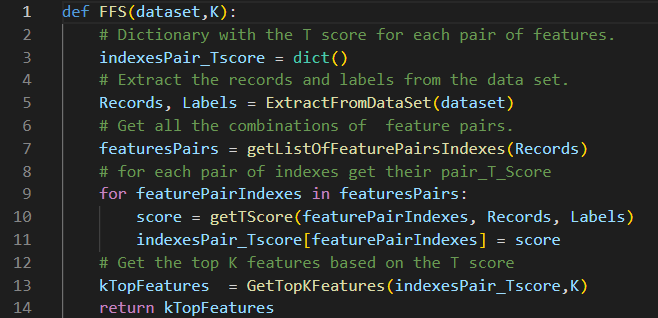 1 def FFS(dataset,K):
2 # Dictionary with the T score for each pair of features.
3 indexesPair_Tscore = dict()
4 # Extract the records and labels from the data set.
5 Records, Labels = ExtractFromDataSet(dataset)
6 # Get all the combinations of  feature pairs.
7 featuresPairs = getListOfFeaturePairsIndexes(Records)
8 # for each pair of indexes get their pair_T_Score
9 for featurePairIndexes in featuresPairs:
10 score = getTScore(featurePairIndexes, Records, Labels)
11 indexesPair_Tscore[featurePairIndexes] = score
12 # Get the top K features based on the T score
13 kTopFeatures  = GetTopKFeatures(indexesPair_Tscore,K)
14 return kTopFeatures